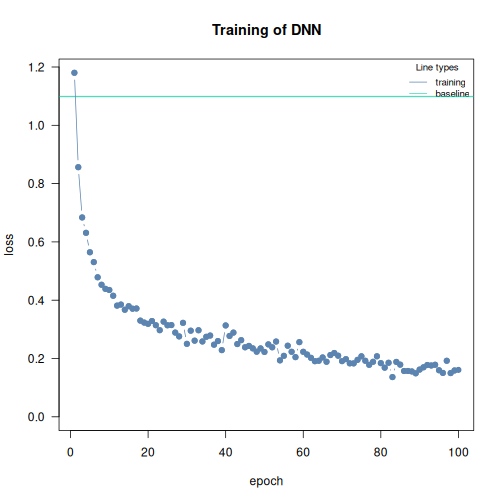 Training of DNN
Line types
training
baseline
loss
1.2
1.0
0.8
0.6
0.4
0.2
0.0
0 20 40 60 80 100
epoch